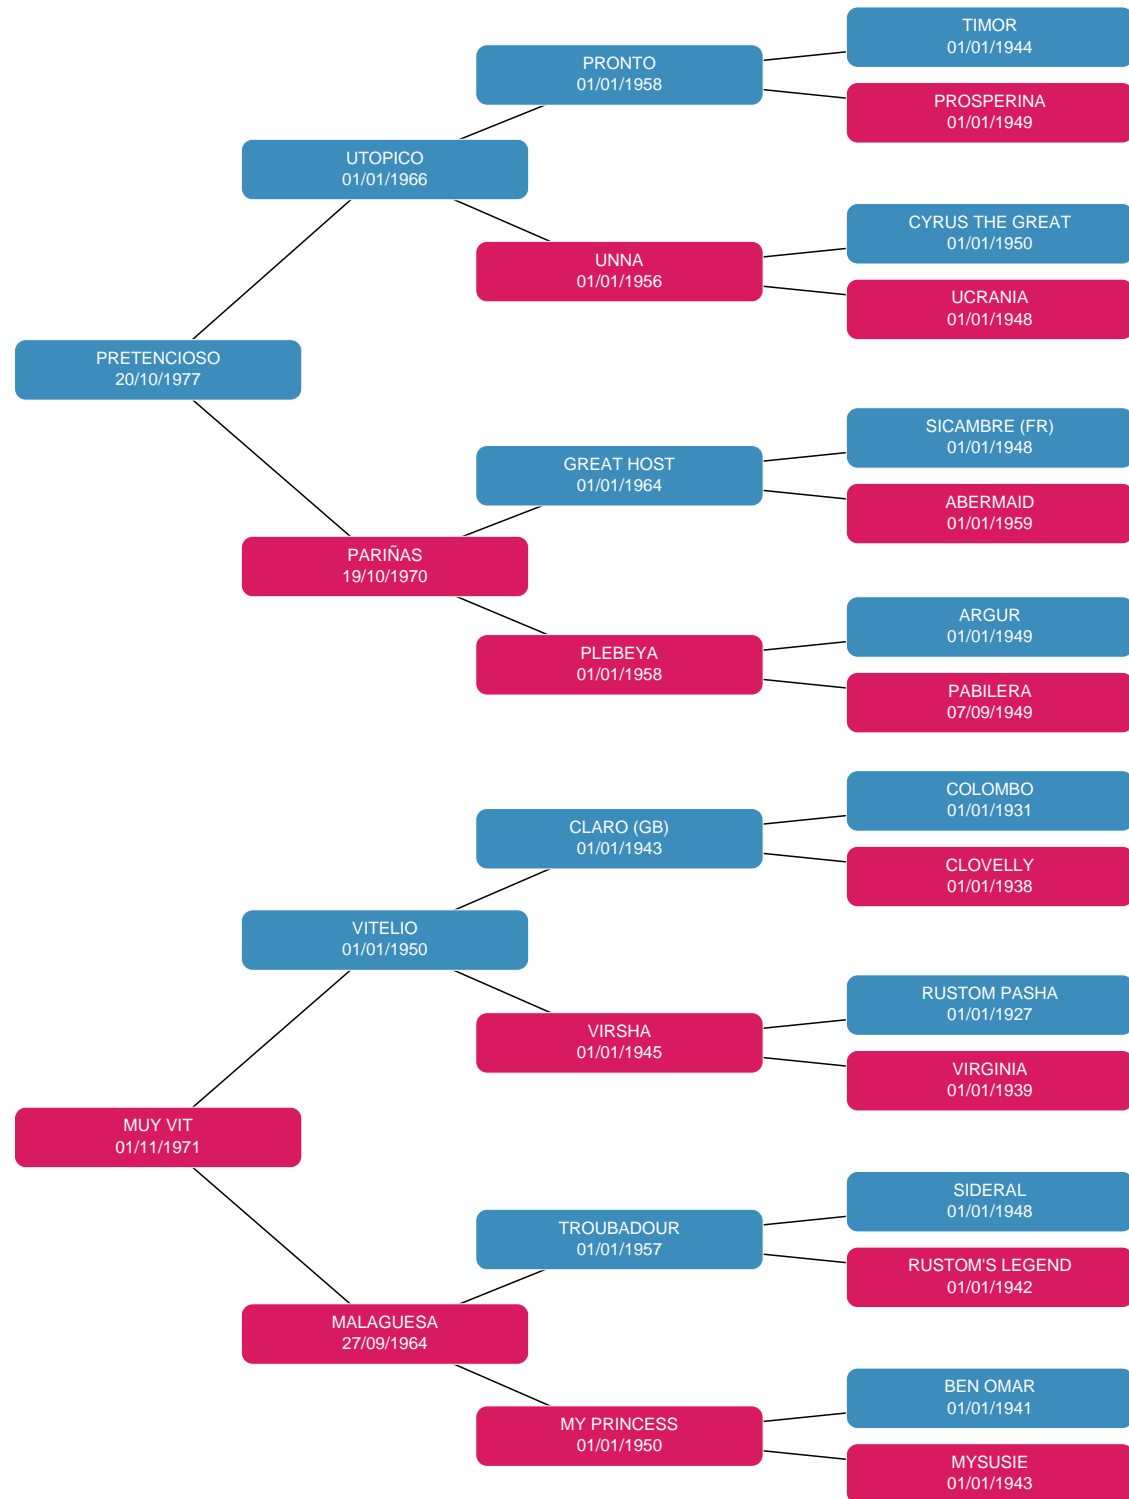 TIMOR
01/01/1944
PRONTO
01/01/1958
PROSPERINA
01/01/1949
UTOPICO
01/01/1966
CYRUS THE GREAT
01/01/1950
UNNA
01/01/1956
UCRANIA
01/01/1948
PRETENCIOSO
20/10/1977
SICAMBRE (FR)
01/01/1948
GREAT HOST
01/01/1964
ABERMAID
01/01/1959
PARIÑAS
19/10/1970
ARGUR
01/01/1949
PLEBEYA
01/01/1958
PABILERA
07/09/1949
COLOMBO
01/01/1931
CLARO (GB)
01/01/1943
CLOVELLY
01/01/1938
VITELIO
01/01/1950
RUSTOM PASHA
01/01/1927
VIRSHA
01/01/1945
VIRGINIA
01/01/1939
MUY VIT
01/11/1971
SIDERAL
01/01/1948
TROUBADOUR
01/01/1957
RUSTOM'S LEGEND
01/01/1942
MALAGUESA
27/09/1964
BEN OMAR
01/01/1941
MY PRINCESS
01/01/1950
MYSUSIE
01/01/1943